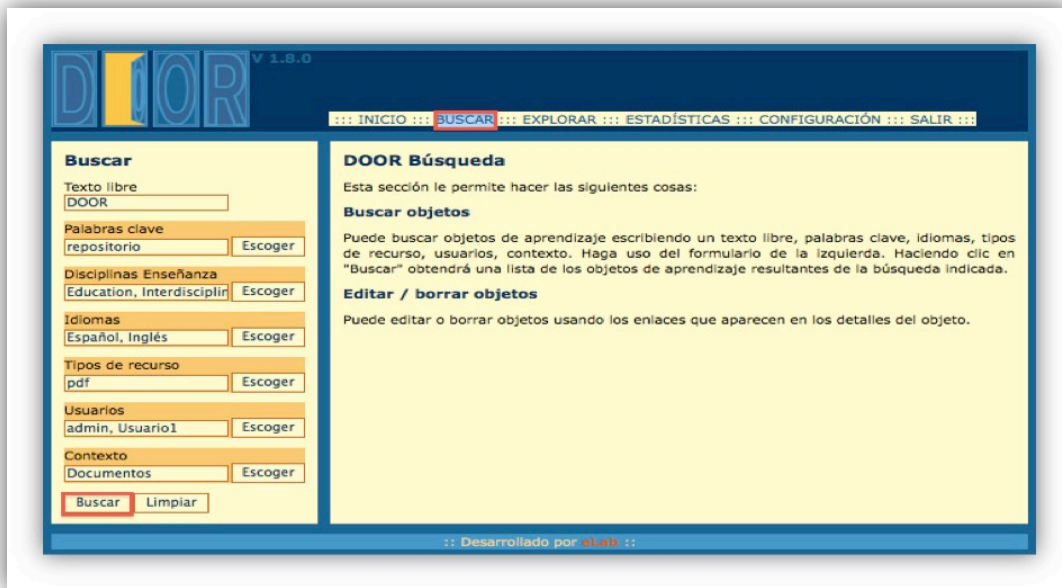 DOOR V 1.8.0
::: INICIO ::: BUSCAR ::: EXPLORAR ::: ESTADÍSTICAS ::: CONFIGURACIÓN ::: SALIR :::
Buscar
Texto libre
DOOR
Palabras clave
repositorio Escoger
Disciplinas Enseñanza
Education, Interdisciplin Escoger
Idiomas
Español, Inglés Escoger
Tipos de recurso
pdf Escoger
Usuarios
admin, Usuario1 Escoger
Contexto
Documentos Escoger
Buscar Limpiar
DOOR Búsqueda
Esta sección le permite hacer las siguientes cosas:
Buscar objetos
Puede buscar objetos de aprendizaje escribiendo un texto libre, palabras clave, idiomas, tipos
de recurso, usuarios, contexto. Haga uso del formulario de la izquierda. Haciendo clic en
"Buscar" obtendrá una lista de los objetos de aprendizaje resultantes de la búsqueda indicada.
Editar / borrar objetos
Puede editar o borrar objetos usando los enlaces que aparecen en los detalles del objeto.
:: Desarrollado por eLab ::